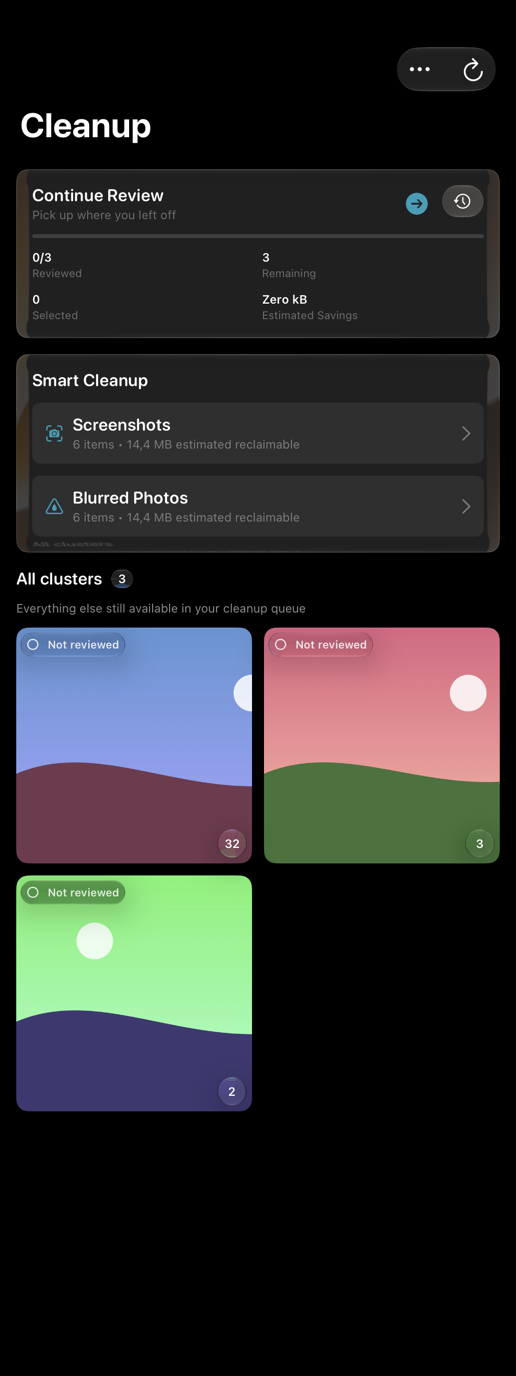 Cleanup
Continue Review
Pick up where you left off
0/3
Reviewed
3
Remaining
0
Selected
Zero kB
Estimated Savings
Smart Cleanup
Screenshots
6 items • 14,4 MB estimated reclaimable
Blurred Photos
6 items • 14,4 MB estimated reclaimable
All clusters 3
Everything else still available in your cleanup queue
Not reviewed
32
Not reviewed
3
Not reviewed
2